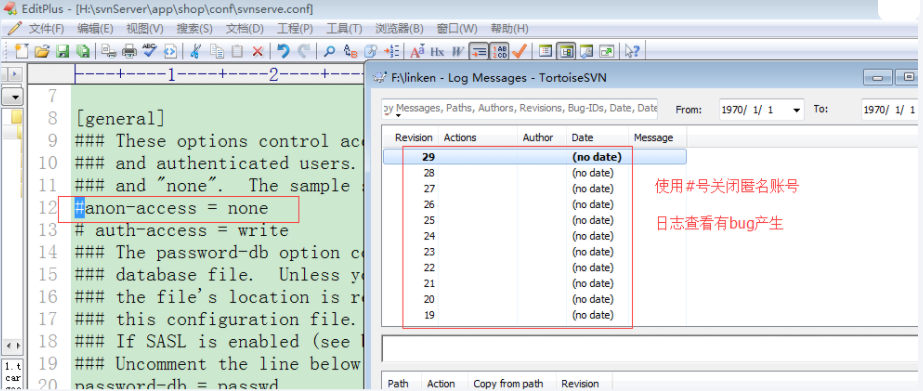 EditPlus - [H:\svnServer\app\shop\conf\svnserve.conf]
文件(F) 编辑(E) 视图(V) 搜索(S) 文档(D) 工程(P) 工具(T) 浏览器(B) 窗口(W) 帮助(H)
----+----1----+----2----+---
7
8 [general]
9 ### These options control acc
10 ### and authenticated users.
11 ### and "none". The sample s
12 #anon-access = none
13 # auth-access = write
14 ### The password-db option co
15 ### database file. Unless yo
16 ### the file's location is re
17 ### this configuration file.
18 ### If SASL is enabled (see b
19 ### Uncomment the line below
20 password-db = passwd
1. t
car
F:\linken - Log Messages - TortoiseSVN
by Messages, Paths, Authors, Revisions, Bug-IDs, Date, Date From: 1970/ 1/ 1 To: 1970/ 1/ 1
Revision Actions Author Date Message
29 (no date)
28 (no date)
27 (no date)
26 (no date)
25 (no date)
24 (no date)
23 (no date)
22 (no date)
21 (no date)
20 (no date)
19 (no date)
使用#号关闭匿名账号
日志查看有bug产生
Path Action Copy from path Revision